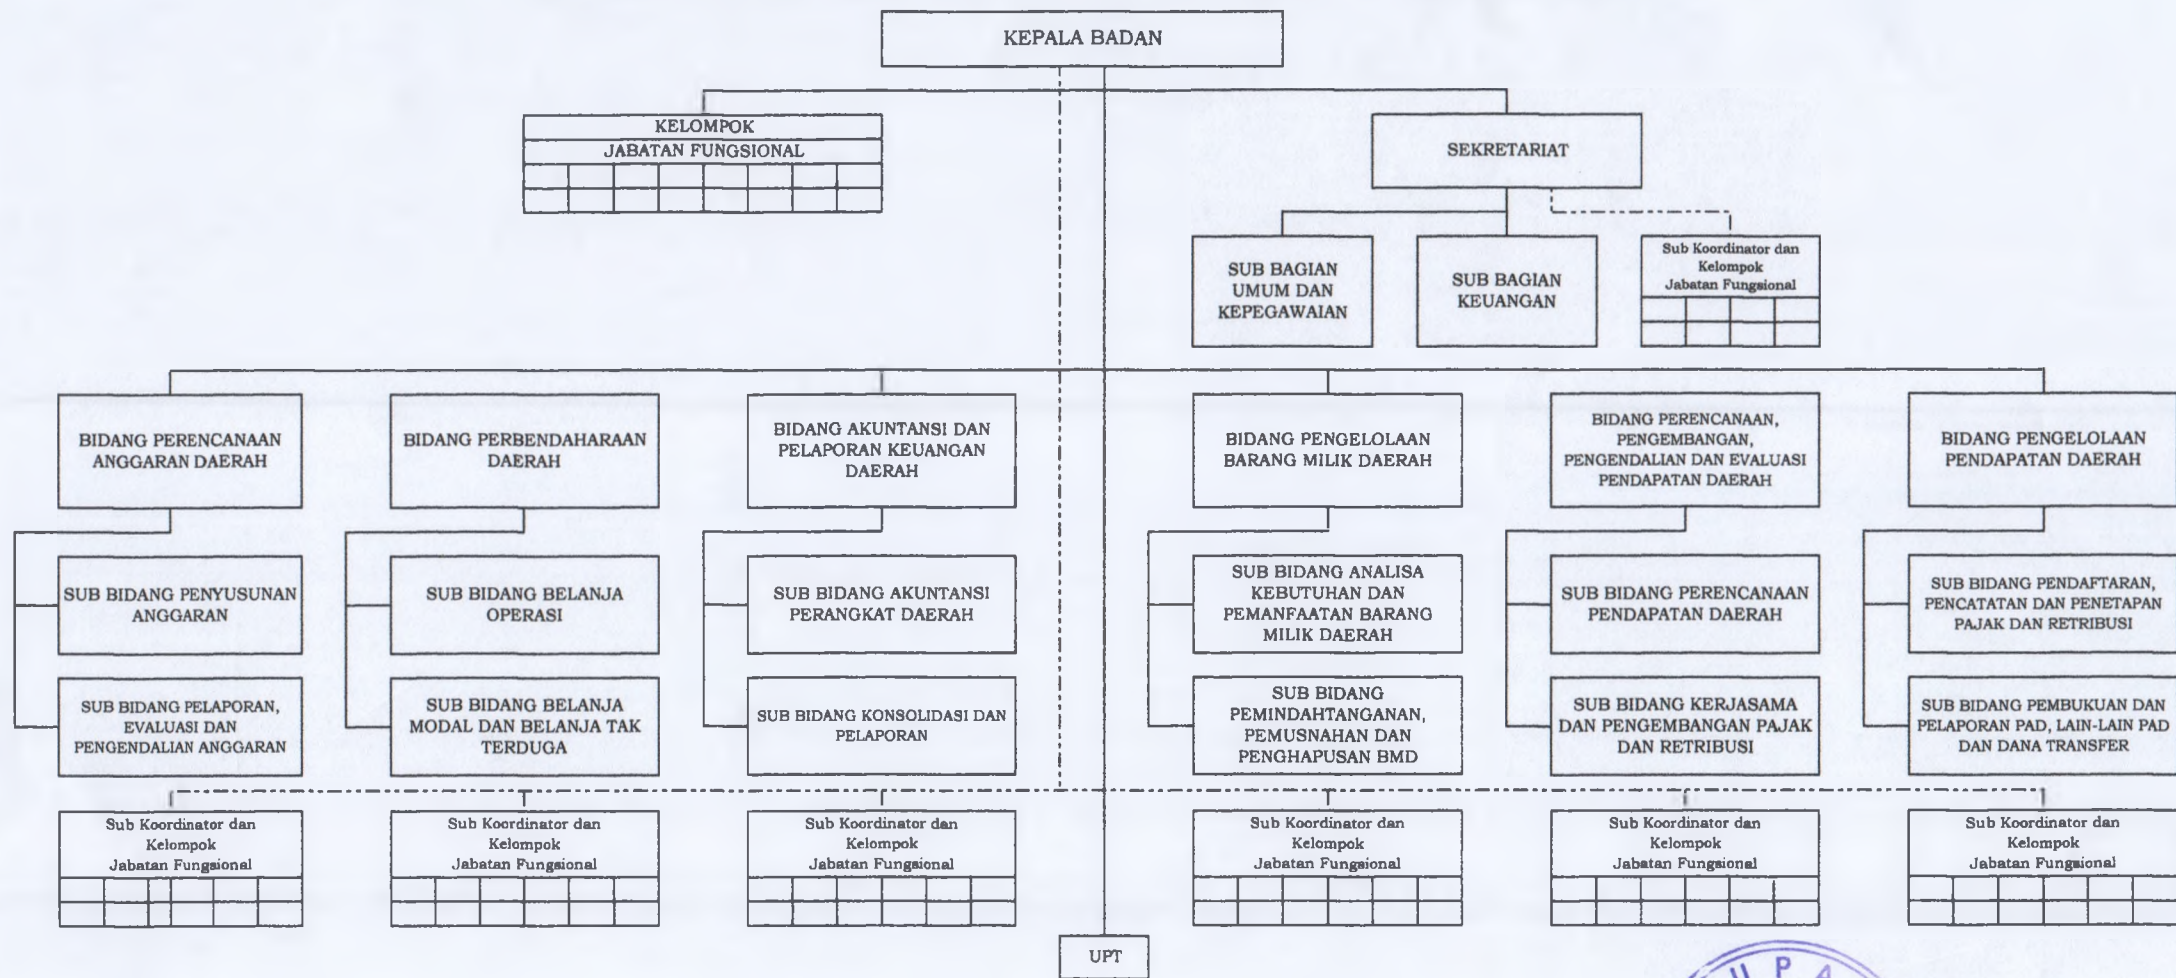 KEPALA BADAN
KELOMPOK
JABATAN FUNGSIONAL
SEKRETARIAT
SUB BAGIAN
UMUM DAN
KEPEGAWAIAN
SUB BAGIAN
KEUANGAN
Sub Koordinator dan
Kelompok
Jabatan Fungsional
BIDANG PERENCANAAN
ANGGARAN DAERAH
BIDANG PERBENDAHARAAN
DAERAH
BIDANG AKUNTANSI DAN
PELAPORAN KEUANGAN
DAERAH
BIDANG PENGELOLAAN
BARANG MILIK DAERAH
BIDANG PERENCANAAN,
PENGEMBANGAN,
PENGENDALIAN DAN EVALUASI
PENDAPATAN DAERAH
BIDANG PENGELOLAAN
PENDAPATAN DAERAH
SUB BIDANG PENYUSUNAN
ANGGARAN
SUB BIDANG BELANJA
OPERASI
SUB BIDANG AKUNTANSI
PERANGKAT DAERAH
SUB BIDANG ANALISA
KEBUTUHAN DAN
PEMANFAATAN BARANG
MILIK DAERAH
SUB BIDANG PERENCANAAN
PENDAPATAN DAERAH
SUB BIDANG PENDAFTARAN,
PENCATATAN DAN PENETAPAN
PAJAK DAN RETRIBUSI
SUB BIDANG PELAPORAN,
EVALUASI DAN
PENGENDALIAN ANGGARAN
SUB BIDANG BELANJA
MODAL DAN BELANJA TAK
TERDUGA
SUB BIDANG KONSOLIDASI DAN
PELAPORAN
SUB BIDANG
PEMINDAHTANGANAN,
PEMUSNAHAN DAN
PENGHAPUSAN BMD
SUB BIDANG KERJASAMA
DAN PENGEMBANGAN PAJAK
DAN RETRIBUSI
SUB BIDANG PEMBUKUAN DAN
PELAPORAN PAD, LAIN-LAIN PAD
DAN DANA TRANSFER
Sub Koordinator dan
Kelompok
Jabatan Fungsional
Sub Koordinator dan
Kelompok
Jabatan Fungsional
Sub Koordinator dan
Kelompok
Jabatan Fungsional
Sub Koordinator dan
Kelompok
Jabatan Fungsional
Sub Koordinator dan
Kelompok
Jabatan Fungsional
Sub Koordinator dan
Kelompok
Jabatan Fungsional
UPT